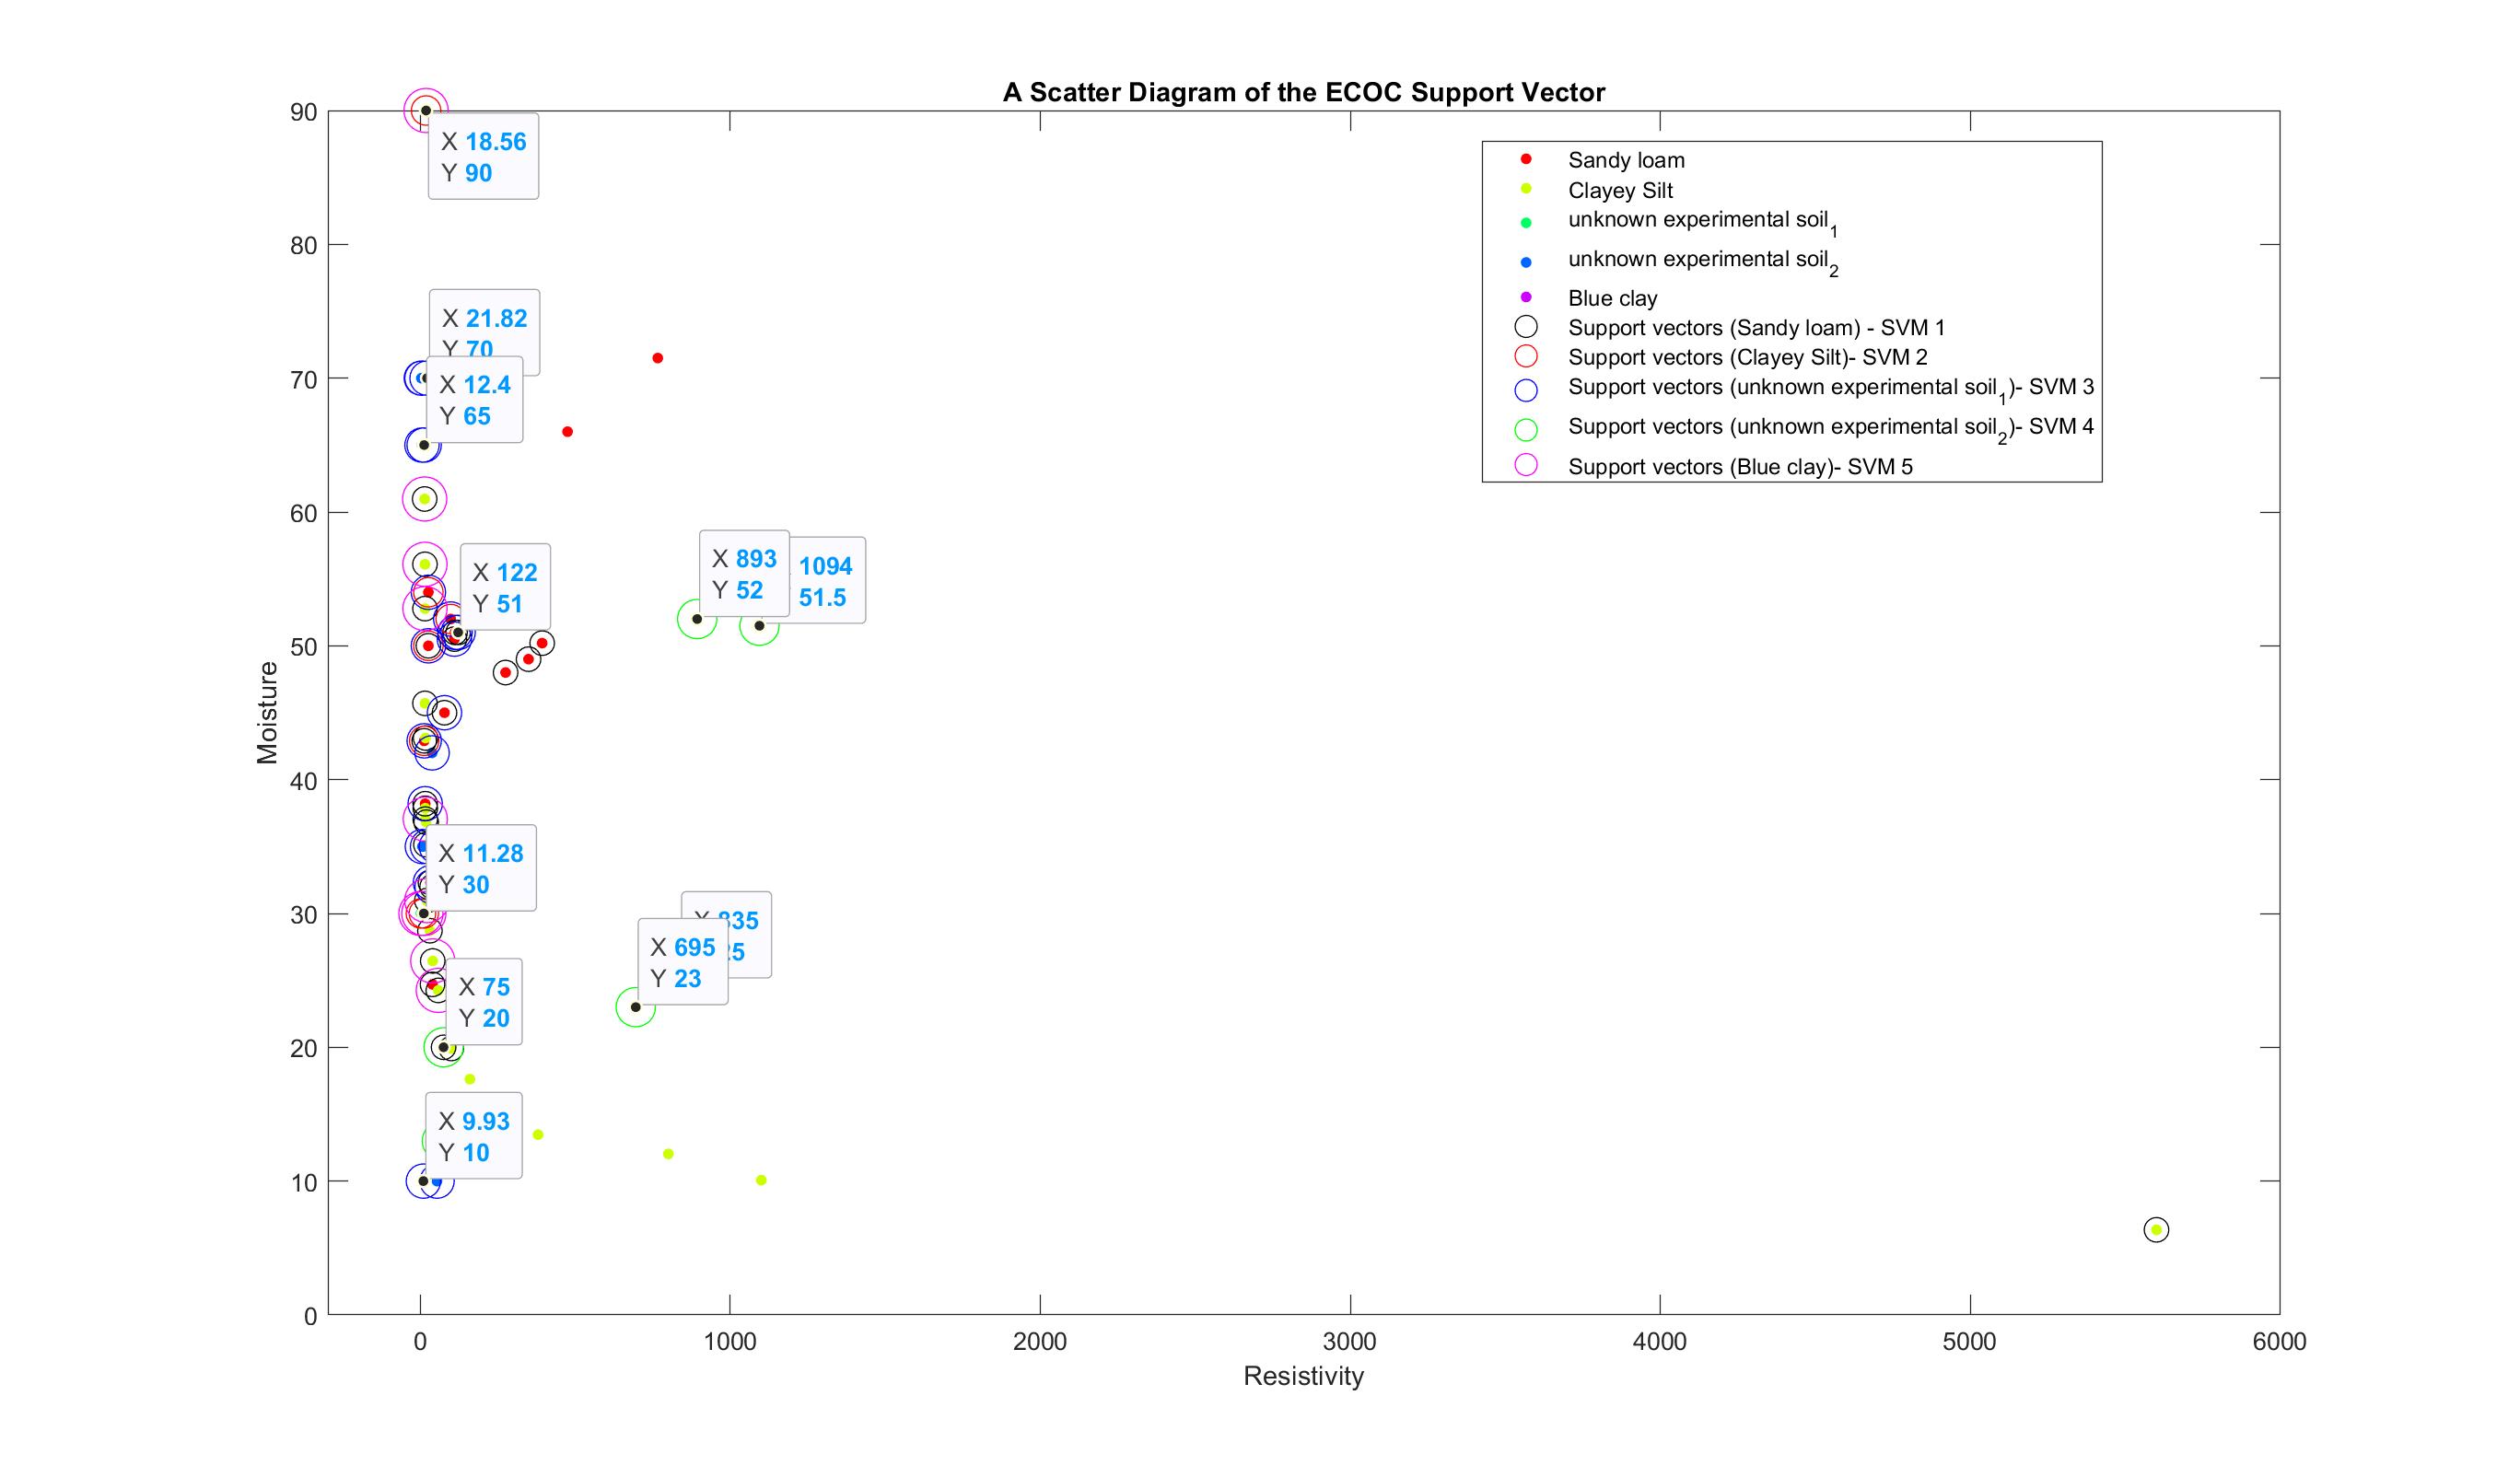 A Scatter Diagram of the ECOC Support Vector
90
80
70
60
50
40
30
20
10
0
Moisture
X 18.56
Y 90
X 21.82
Y 70
X 12.4
Y 65
X 122
Y 51
X 893
Y 52
1094
51.5
X 11.28
Y 30
X 835
25
X 695
Y 23
X 75
Y 20
X 9.93
Y 10
Sandy loam
Clayey Silt
unknown experimental soil1
unknown experimental soil2
Blue clay
Support vectors (Sandy loam) - SVM 1
Support vectors (Clayey Silt)- SVM 2
Support vectors (unknown experimental soil1)- SVM 3
Support vectors (unknown experimental soil2)- SVM 4
Support vectors (Blue clay)- SVM 5
0 1000 2000 3000 4000 5000 6000
Resistivity